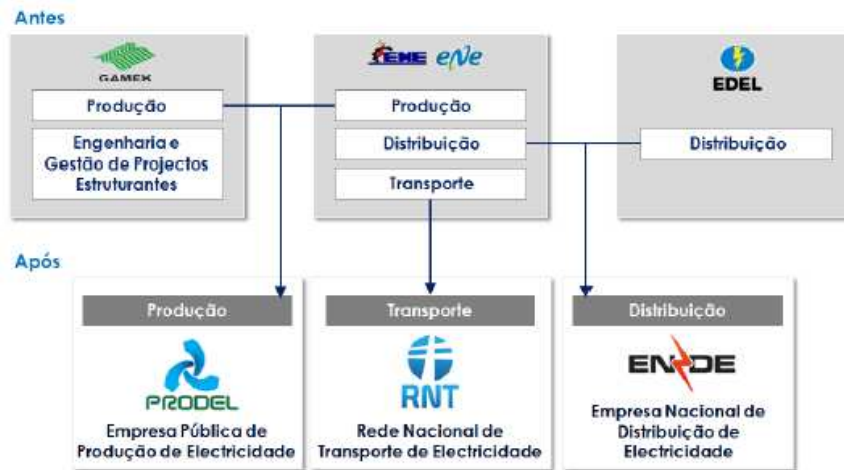 Antes
GAMEK
Produção
Engenharia e
Gestão de Projectos
Estruturantes
ENE ene
Produção
Distribuição
Transporte
EDEL
Distribuição
Após
Produção
PRODEL
Empresa Pública de
Produção de Electricidade
Transporte
RNT
Rede Nacional de
Transporte de Electricidade
Distribuição
ENDE
Empresa Nacional de
Distribuição de
Electricidade